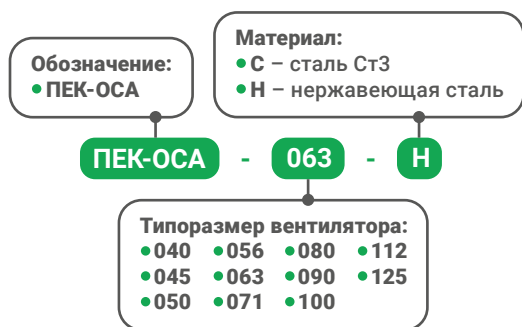 Обозначение:
• ПЕК-ОСА
Материал:
• С – сталь Ст3
• Н – нержавеющая сталь
ПЕК-ОСА - 063 - Н
Типоразмер вентилятора:
• 040 • 056 • 080 • 112
• 045 • 063 • 090 • 125
• 050 • 071 • 100